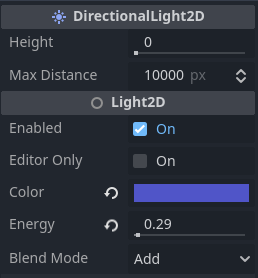 DirectionalLight2D
Height 0
Max Distance 10000 px
Light2D
Enabled On
Editor Only On
Color
Energy 0.29
Blend Mode Add